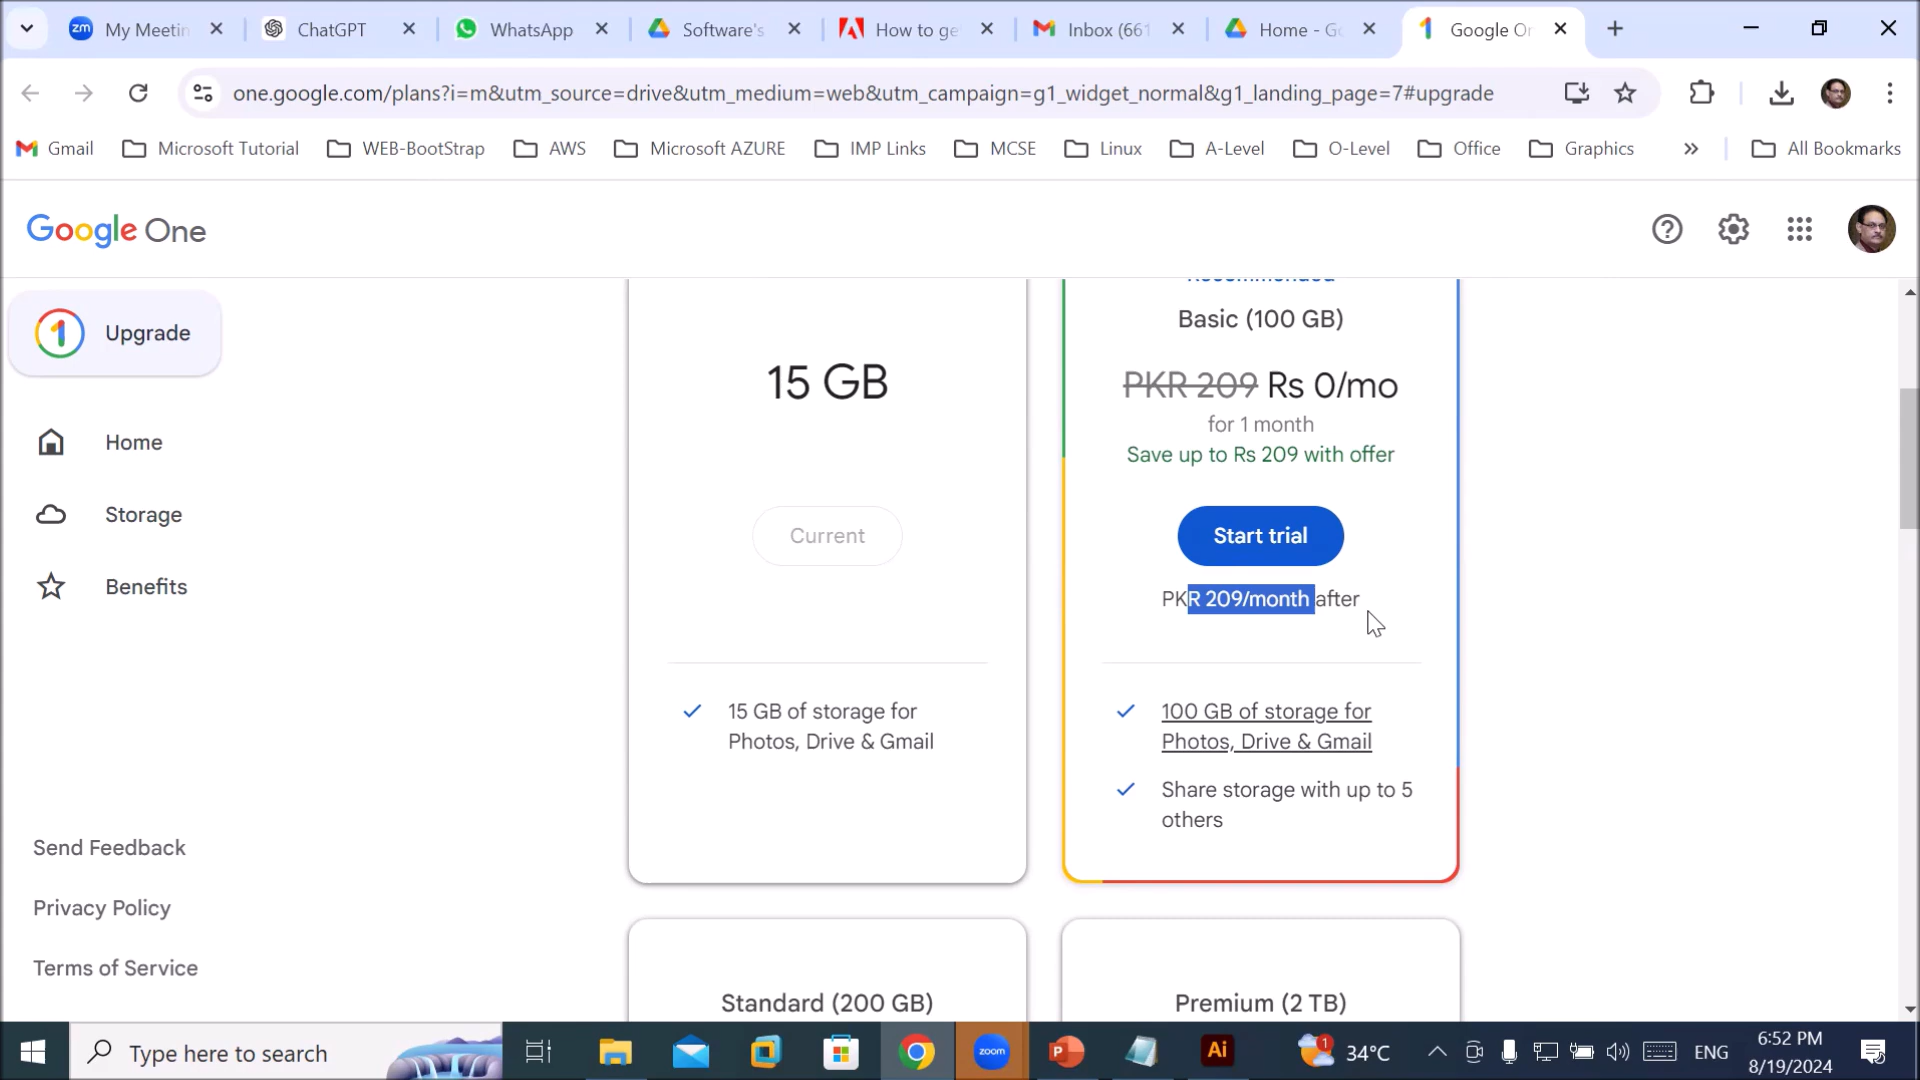 My Meetin
ChatGPT
WhatsApp
Software's
How to ge
Inbox (661
Home - Go
Google On
one.google.com/plans?i=m&utm_source=drive&utm_medium=web&utm_campaign=g1_widget_normal&g1_landing_page=7#upgrade
Gmail
Microsoft Tutorial
WEB-BootStrap
AWS
Microsoft AZURE
IMP Links
MCSE
Linux
A-Level
O-Level
Office
Graphics
All Bookmarks
Google One
Upgrade
Home
Storage
Benefits
Send Feedback
Privacy Policy
Terms of Service
15 GB
Current
15 GB of storage for
Photos, Drive & Gmail
Recommended
Basic (100 GB)
PKR 209 Rs 0/mo
for 1 month
Save up to Rs 209 with offer
Start trial
PKR 209/month after
100 GB of storage for
Photos, Drive & Gmail
Share storage with up to 5
others
Standard (200 GB)
Premium (2 TB)
Type here to search
zoom
Ai
1
34°C
ENG
6:52 PM
8/19/2024